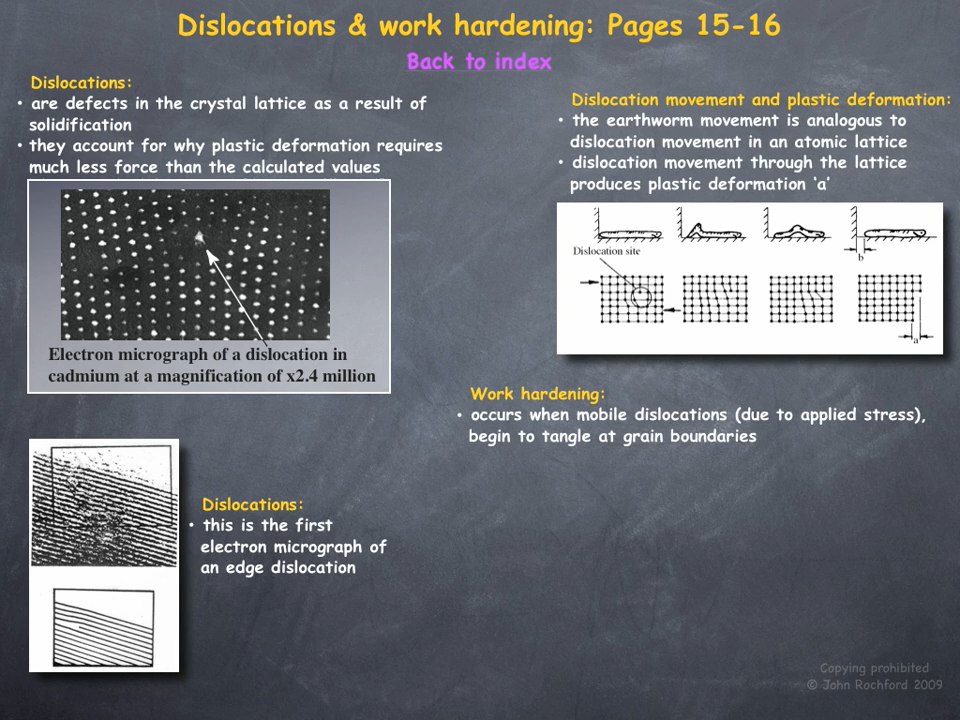 Dislocations & work hardening: Pages 15-16
Back to index
Dislocations:
• are defects in the crystal lattice as a result of
solidification
• they account for why plastic deformation requires
much less force than the calculated values
Electron micrograph of a dislocation in
cadmium at a magnification of x2.4 million
Dislocation movement and plastic deformation:
• the earthworm movement is analogous to
dislocation movement in an atomic lattice
• dislocation movement through the lattice
produces plastic deformation ‘a’
b
Dislocation site
a
Work hardening:
• occurs when mobile dislocations (due to applied stress),
begin to tangle at grain boundaries
Dislocations:
• this is the first
electron micrograph of
an edge dislocation
Copying prohibited
© John Rochford 2009